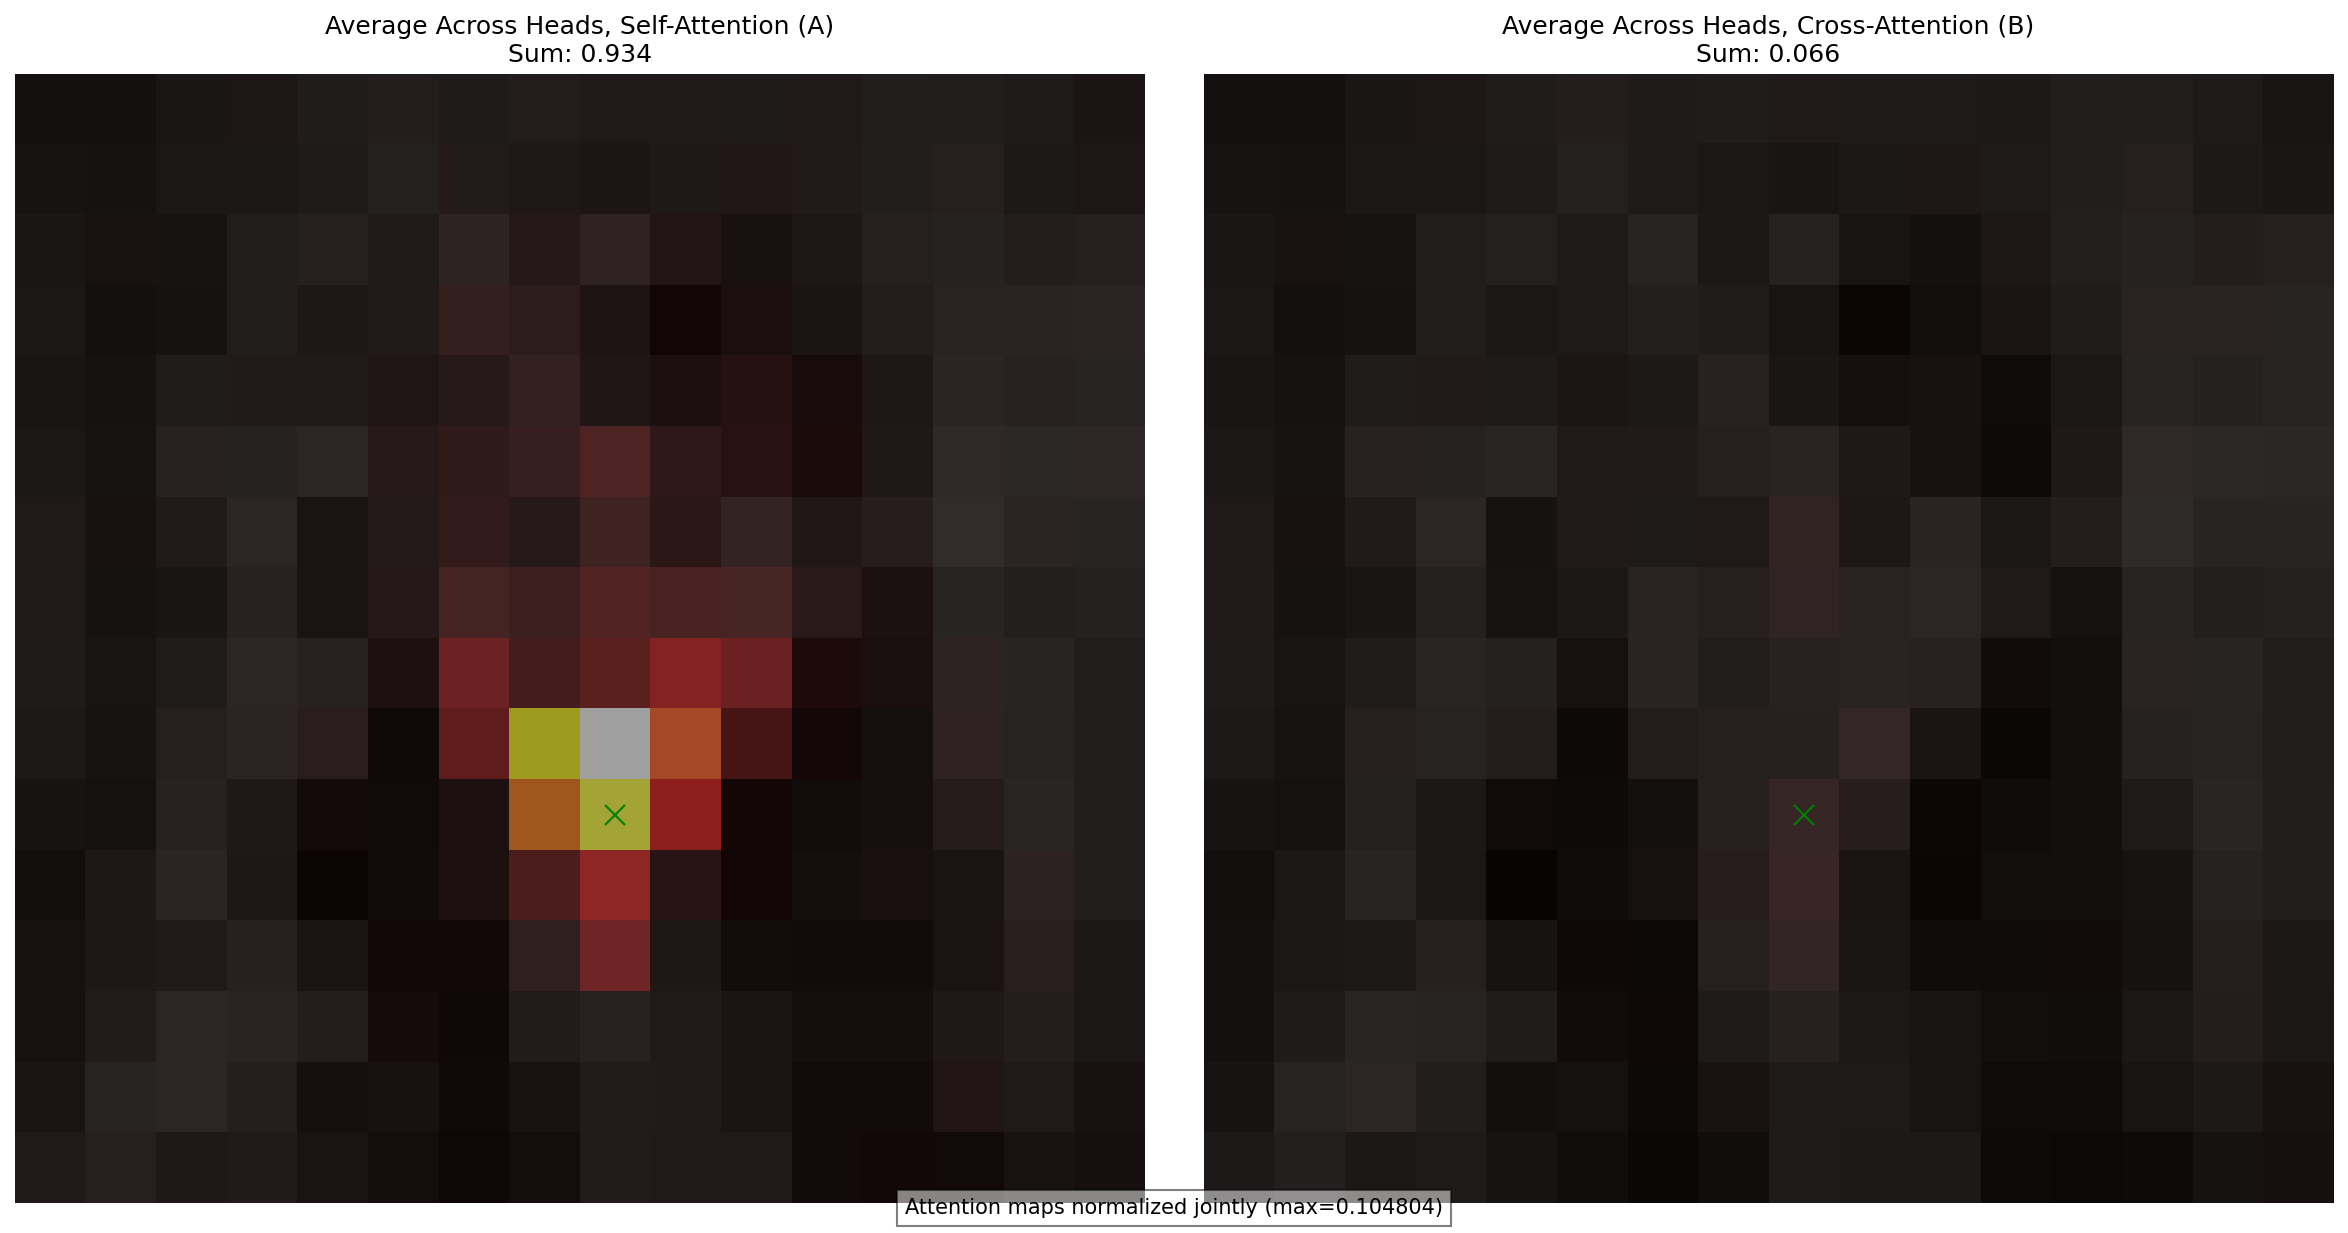 Average Across Heads, Self-Attention (A)
Sum: 0.934
Average Across Heads, Cross-Attention (B)
Sum: 0.066
Attention maps normalized jointly (max=0.104804)